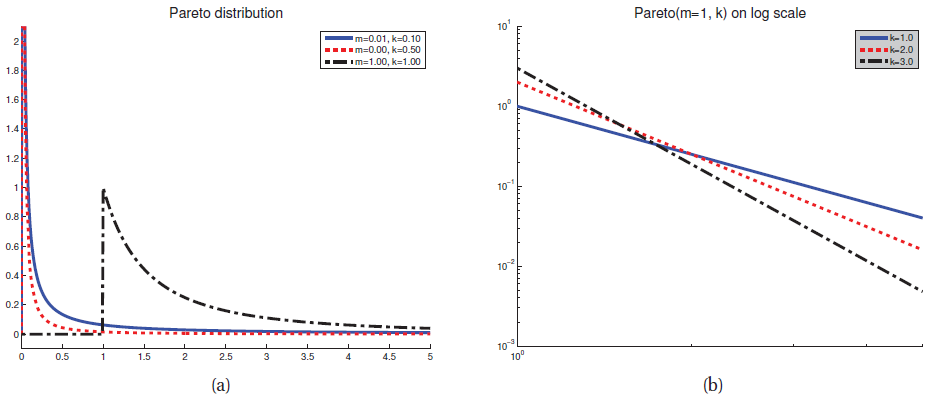 Pareto distribution
m=0.01, k=0.10
m=0.00, k=0.50
m=1.00, k=1.00
2
1.8
1.6
1.4
1.2
1
0.8
0.6
0.4
0.2
0
0 0.5 1 1.5 2 2.5 3 3.5 4 4.5 5
(a)
Pareto(m=1, k) on log scale
k=1.0
k=2.0
k=3.0
10^1
10^0
10^-1
10^-2
10^-3
10^0
(b)